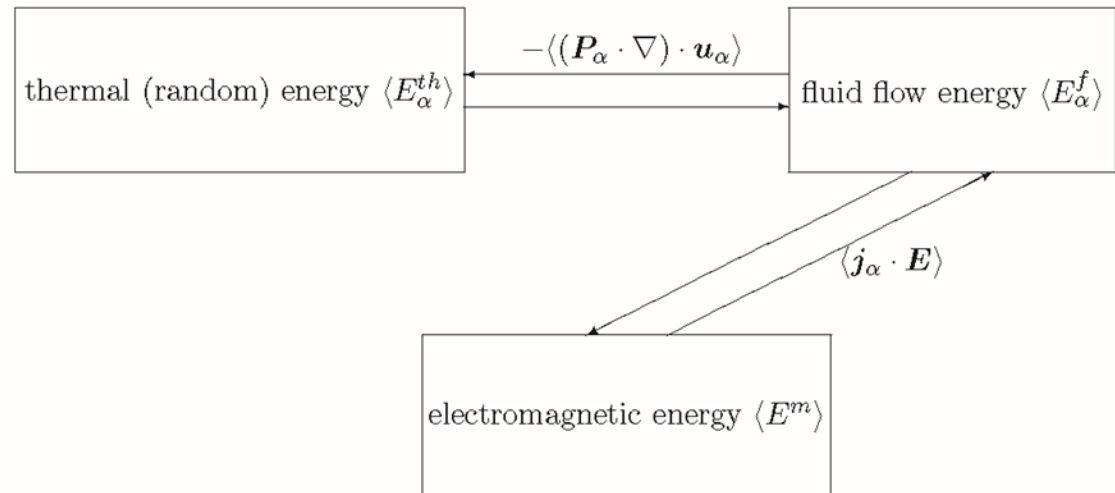 −⟨(𝑷_α · ∇) · 𝒖_α⟩
thermal (random) energy ⟨E_α^{th}⟩
fluid flow energy ⟨E_α^f⟩
⟨𝒋_α · 𝑬⟩
electromagnetic energy ⟨E^m⟩